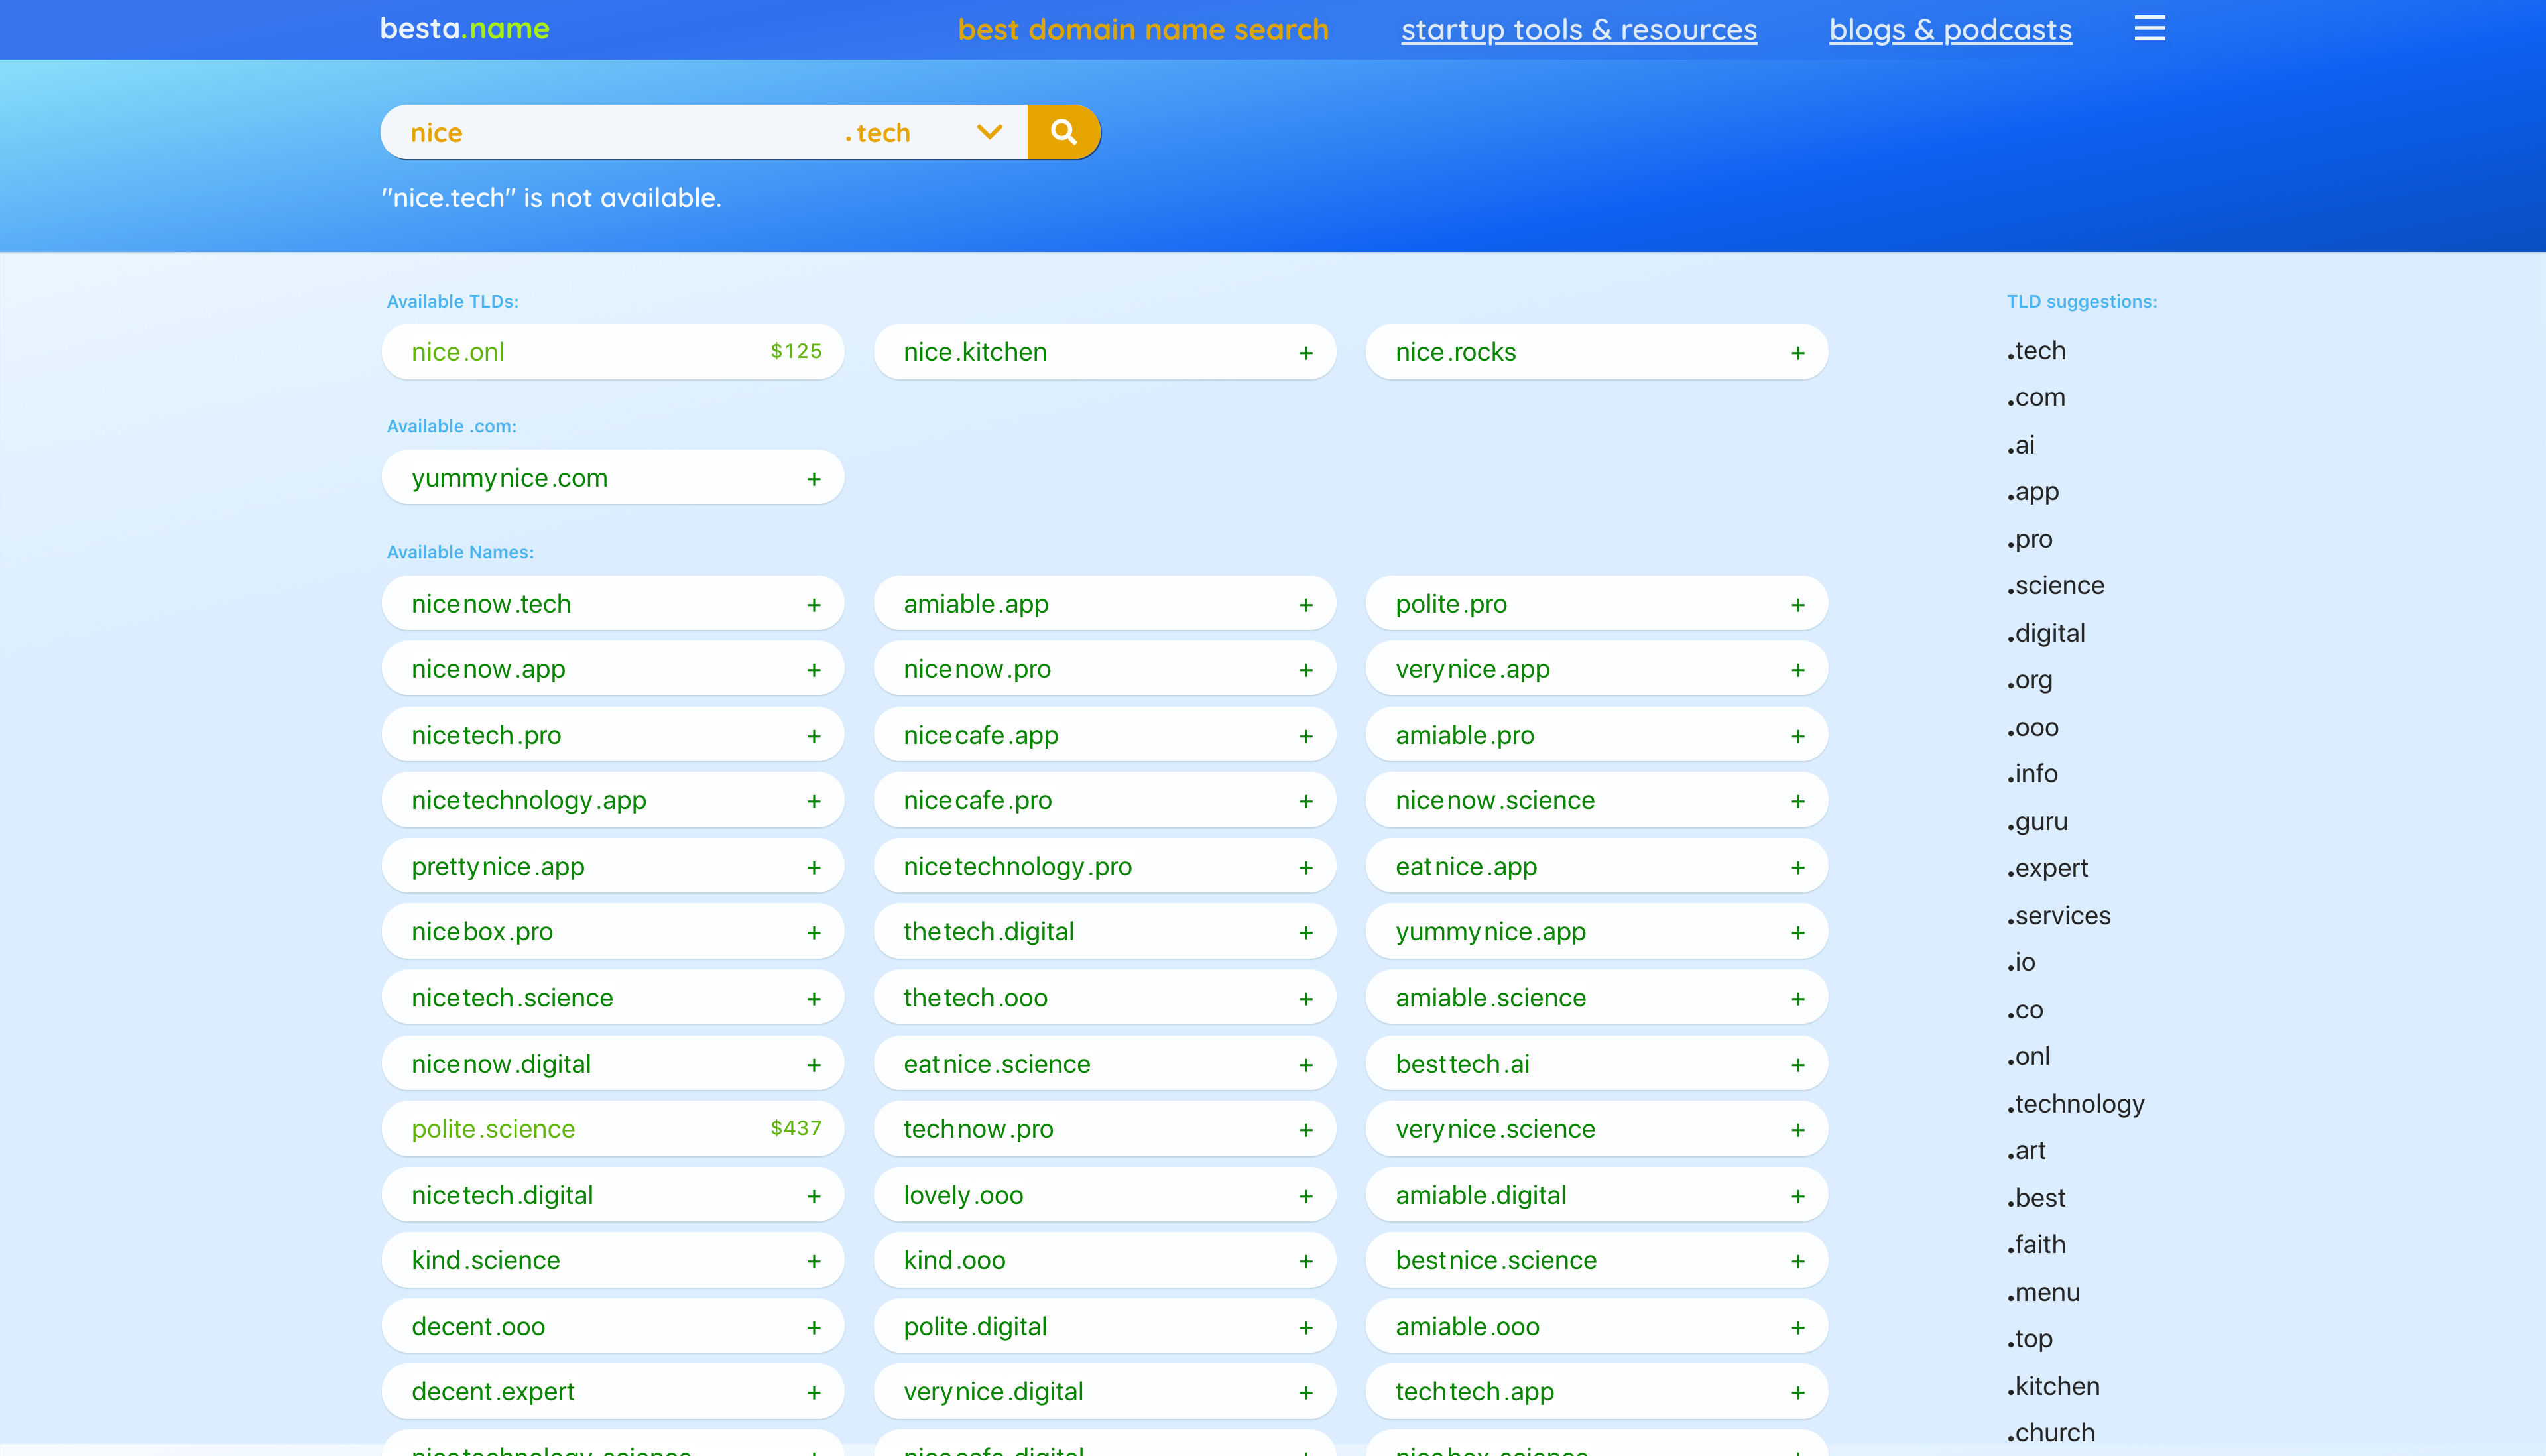 besta.name
best domain name search
startup tools & resources
blogs & podcasts
nice
.tech
"nice.tech" is not available.
Available TLDs:
nice.onl $125
nice.kitchen +
nice.rocks +
Available .com:
yummynice.com +
Available Names:
nicenow.tech +
amiable.app +
polite.pro +
nicenow.app +
nicenow.pro +
verynice.app +
nicetech.pro +
nicecafe.app +
amiable.pro +
nicetechnology.app +
nicecafe.pro +
nicenow.science +
prettynice.app +
nicetechnology.pro +
eatnice.app +
nicebox.pro +
thetech.digital +
yummynice.app +
nicetech.science +
thetech.ooo +
amiable.science +
nicenow.digital +
eatnice.science +
besttech.ai +
polite.science $437
technow.pro +
verynice.science +
nicetech.digital +
lovely.ooo +
amiable.digital +
kind.science +
kind.ooo +
bestnice.science +
decent.ooo +
polite.digital +
amiable.ooo +
decent.expert +
verynice.digital +
techtech.app +
nicetechnology.science
nicecafe.digital
nicebox.science
TLD suggestions:
.tech
.com
.ai
.app
.pro
.science
.digital
.org
.ooo
.info
.guru
.expert
.services
.io
.co
.onl
.technology
.art
.best
.faith
.menu
.top
.kitchen
.church